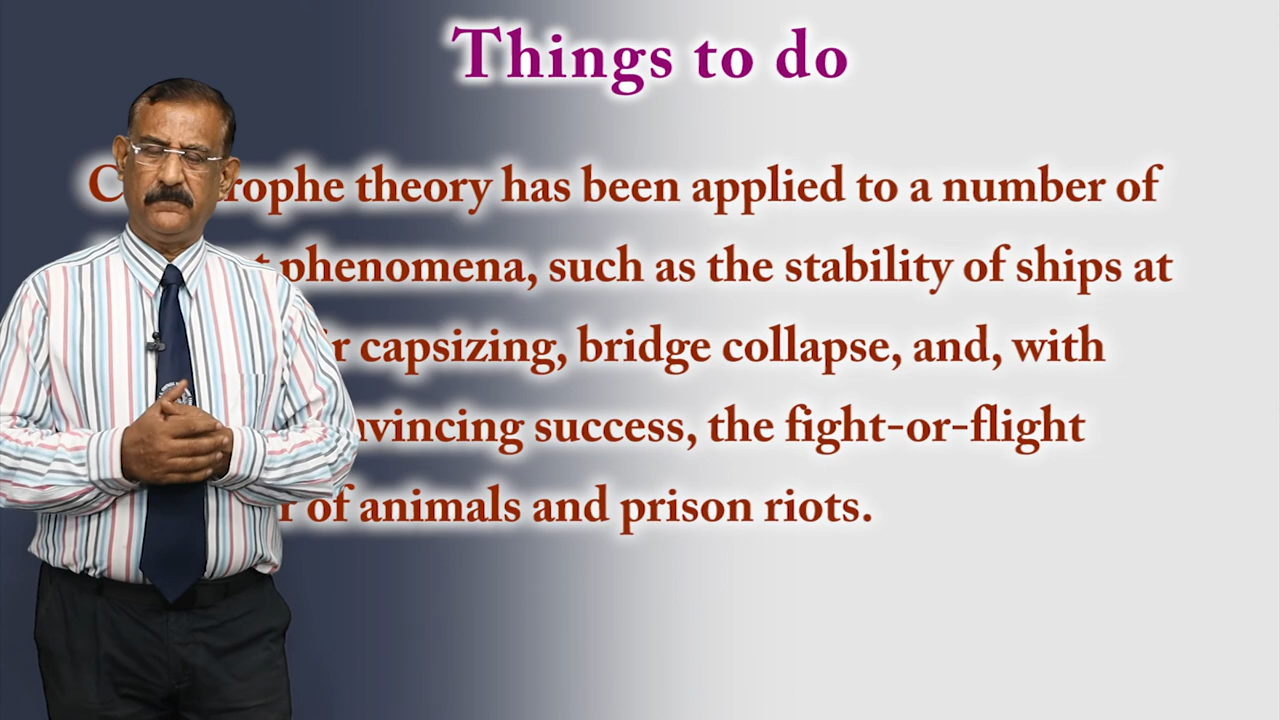 Things to do
theory has been applied to a number of
phenomena, such as the stability of ships at
capsizing, bridge collapse, and, with
success, the fight-or-flight
of animals and prison riots.